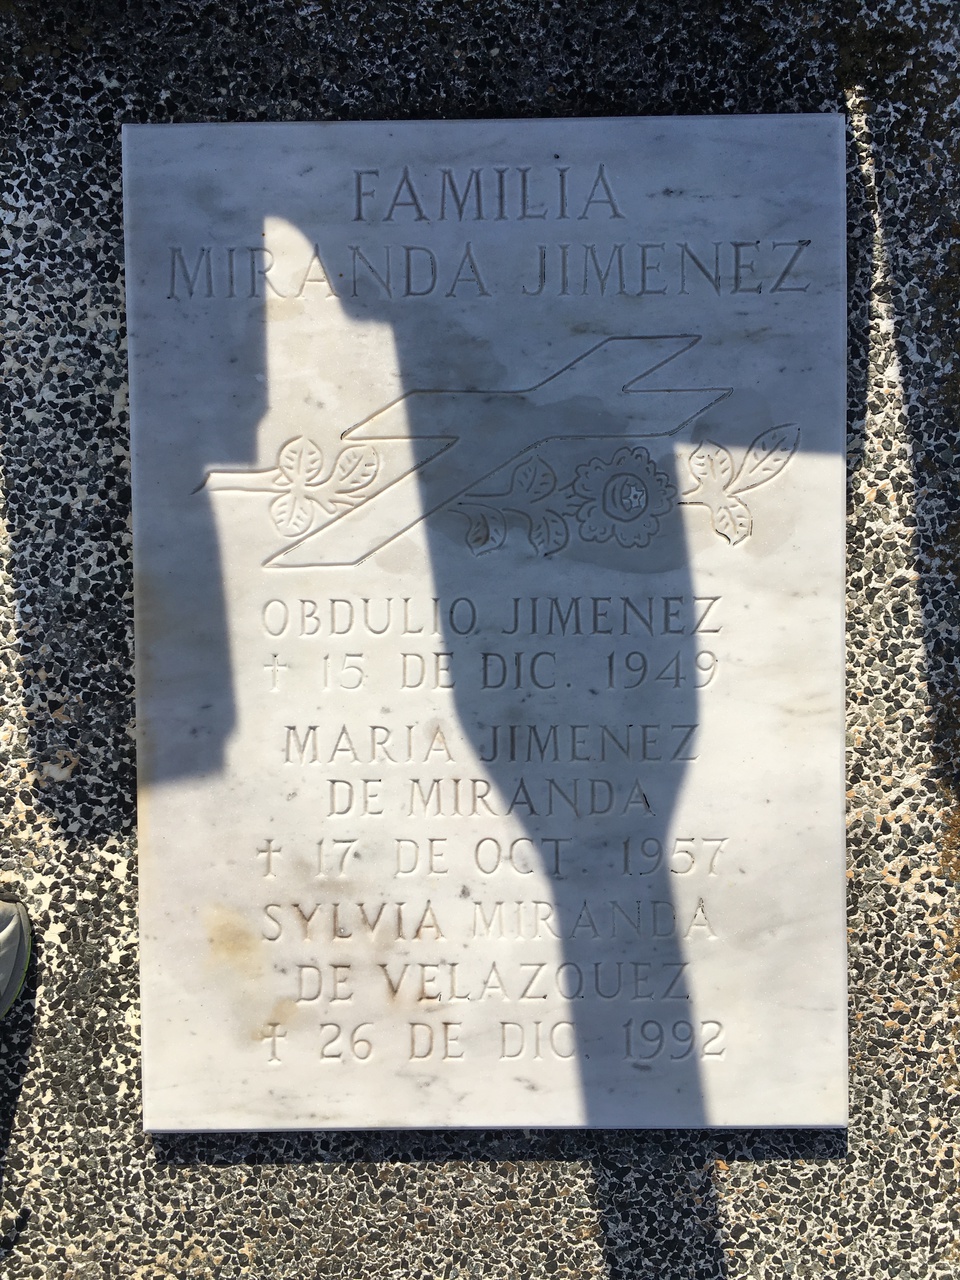 FAMILIA
MIRANDA JIMENEZ
OBDULIO JIMENEZ
† 15 DE DIC. 1949
MARIA JIMENEZ
DE MIRANDA
† 17 DE OCT. 1957
SYLVIA MIRANDA
DE VELAZQUEZ
† 26 DE DIC. 1992